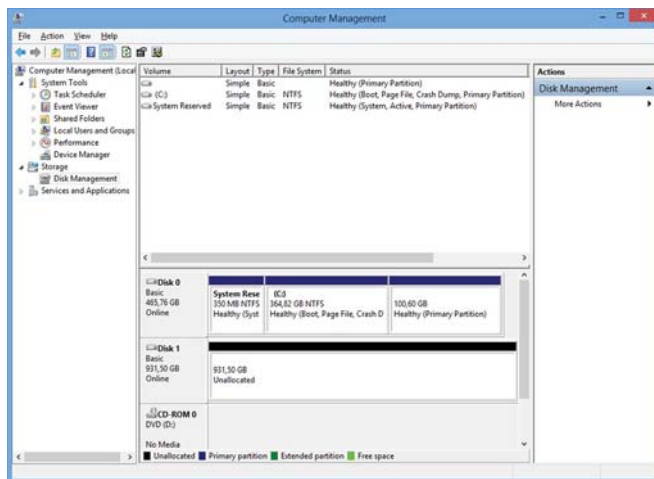 Computer Management
File Action View Help
Computer Management (Local
System Tools
Task Scheduler
Event Viewer
Shared Folders
Local Users and Groups
Performance
Device Manager
Storage
Disk Management
Services and Applications
Volume Layout Type File System Status
Simple Basic Healthy (Primary Partition)
(C:) Simple Basic NTFS Healthy (Boot, Page File, Crash Dump, Primary Partition)
System Reserved Simple Basic NTFS Healthy (System, Active, Primary Partition)
Actions
Disk Management
More Actions
Disk 0
Basic
465,76 GB
Online
System Rese
350 MB NTFS
Healthy (Syst
(C:)
364,82 GB NTFS
Healthy (Boot, Page File, Crash D
100,60 GB
Healthy (Primary Partition)
Disk 1
Basic
931,50 GB
Online
931,50 GB
Unallocated
CD-ROM 0
DVD (D:)
No Media
Unallocated Primary partition Extended partition Free space